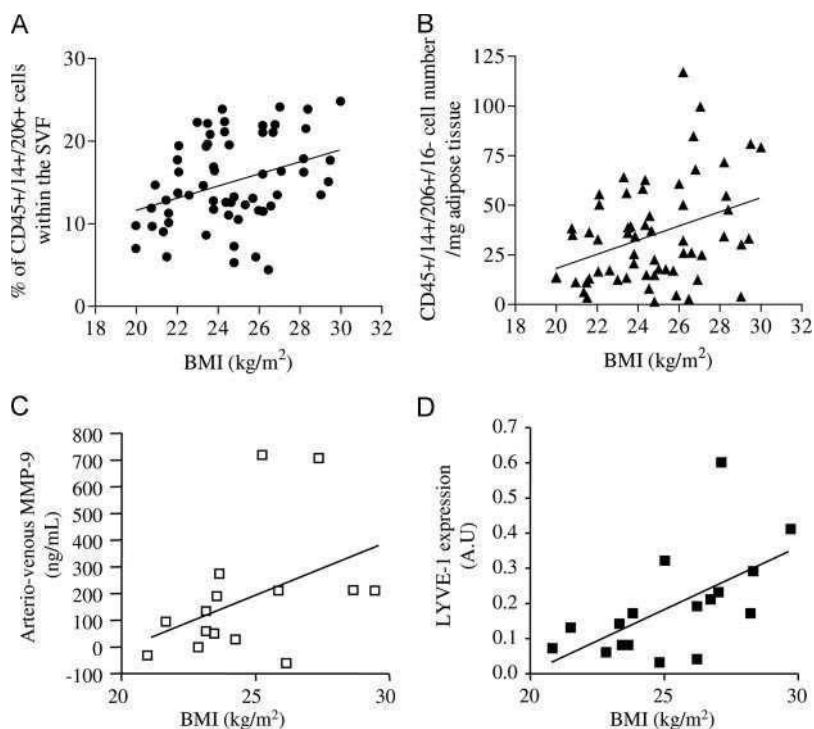 A
% of CD45+/14+/206+ cells
within the SVF
30
20
10
0
18 20 22 24 26 28 30 32
BMI (kg/m²)
B
CD45+/14+/206+/16- cell number
/mg adipose tissue
125
100
75
50
25
0
18 20 22 24 26 28 30 32
BMI (kg/m²)
C
Arterio-venous MMP-9
(ng/mL)
800
700
600
500
400
300
200
100
0
-100
20 25 30
BMI (kg/m²)
D
LYVE-1 expression
(A.U)
0.7
0.6
0.5
0.4
0.3
0.2
0.1
0.0
20 25 30
BMI (kg/m²)